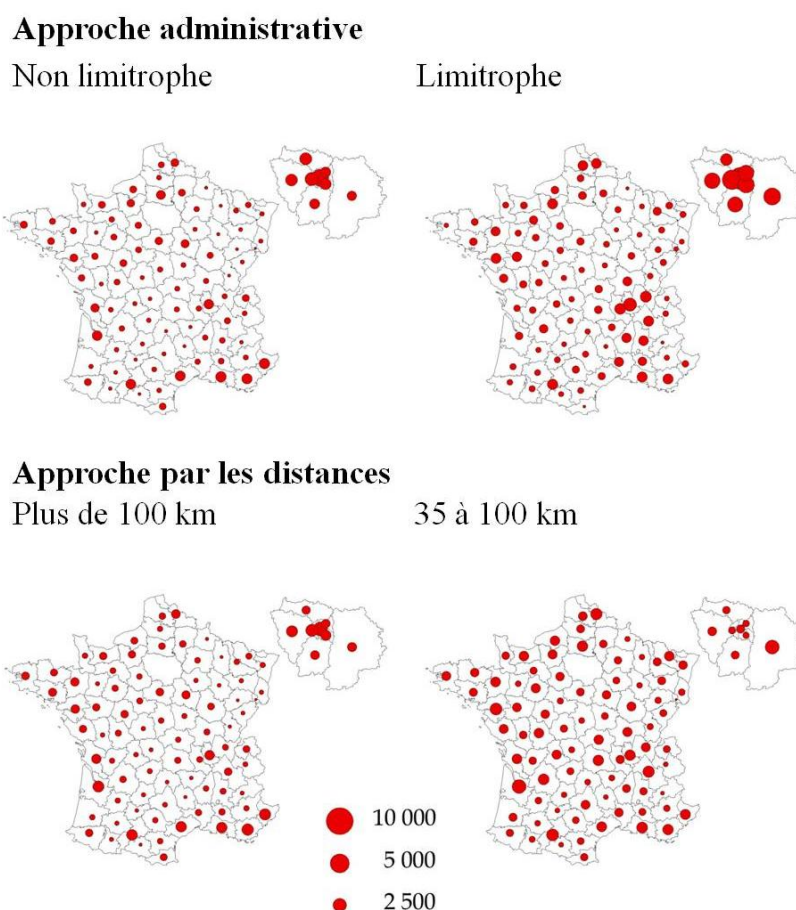 Approche administrative
Non limitrophe
Limitrophe
Approche par les distances
Plus de 100 km
35 à 100 km
10 000
5 000
2 500